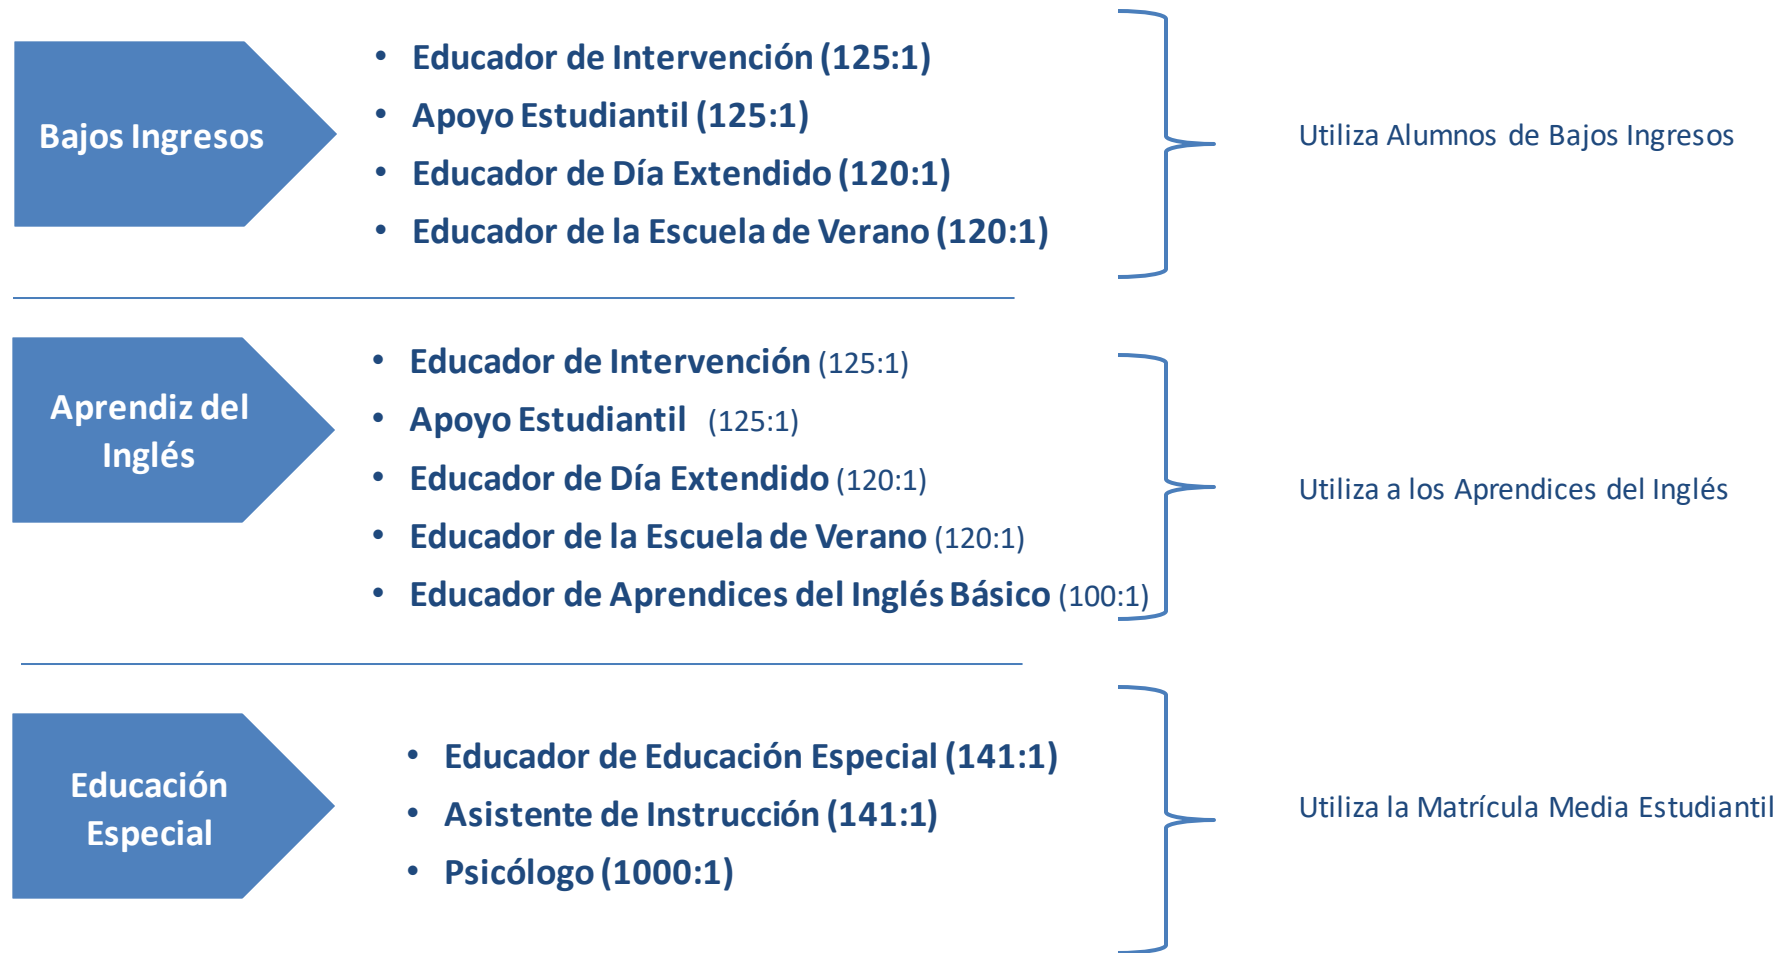 Bajos Ingresos
• Educador de Intervención (125:1)
• Apoyo Estudiantil (125:1)
• Educador de Día Extendido (120:1)
• Educador de la Escuela de Verano (120:1)
Utiliza Alumnos de Bajos Ingresos
Aprendiz del
Inglés
• Educador de Intervención (125:1)
• Apoyo Estudiantil (125:1)
• Educador de Día Extendido (120:1)
• Educador de la Escuela de Verano (120:1)
• Educador de Aprendices del Inglés Básico (100:1)
Utiliza a los Aprendices del Inglés
Educación
Especial
• Educador de Educación Especial (141:1)
• Asistente de Instrucción (141:1)
• Psicólogo (1000:1)
Utiliza la Matrícula Media Estudiantil